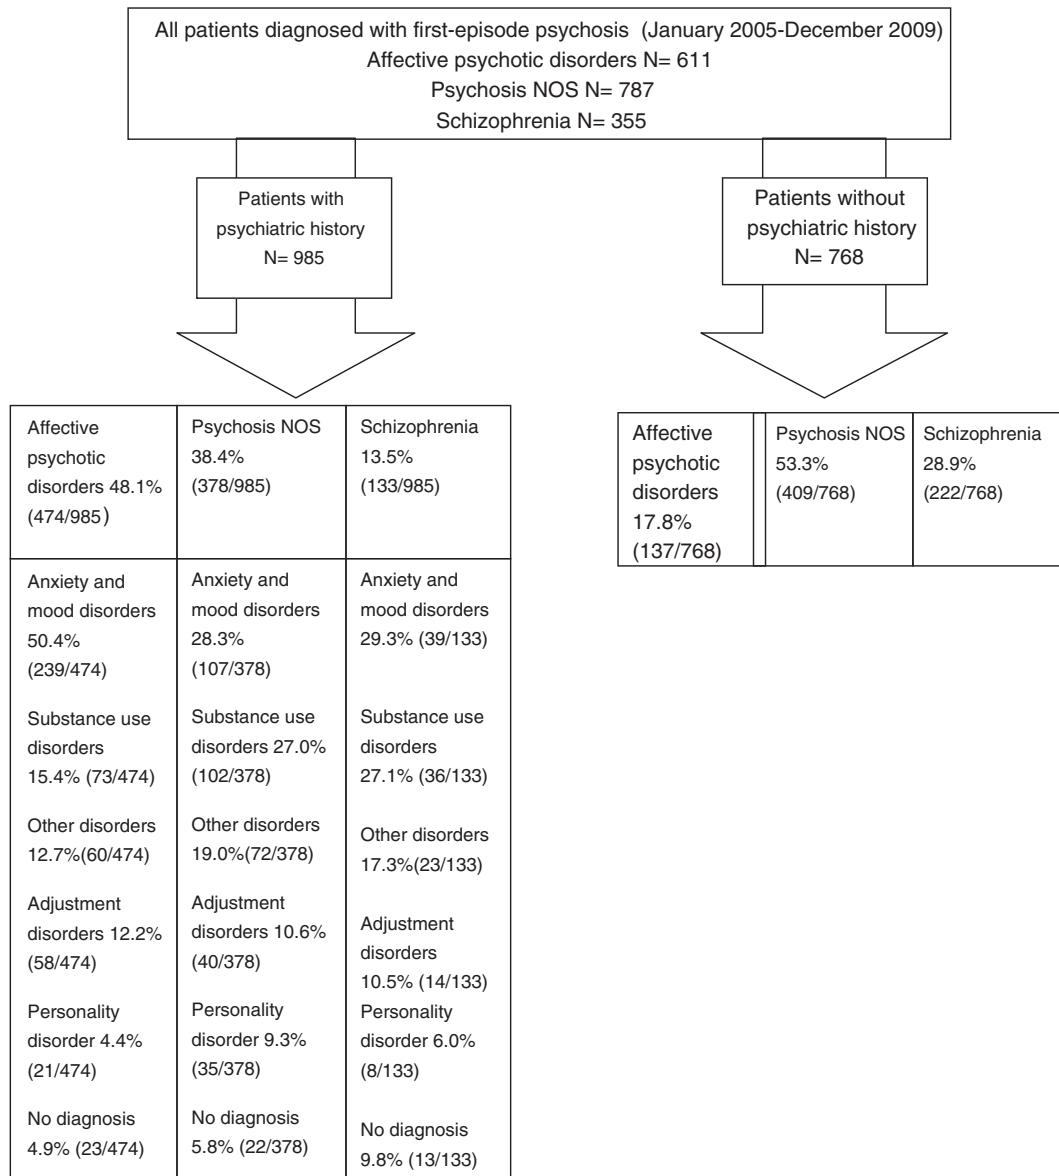 All patients diagnosed with first-episode psychosis (January 2005-December 2009)
Affective psychotic disorders N= 611
Psychosis NOS N= 787
Schizophrenia N= 355
Patients with
psychiatric history
N= 985
Patients without
psychiatric history
N= 768
Affective
psychotic
disorders 48.1%
(474/985)
Psychosis NOS
38.4%
(378/985)
Schizophrenia
13.5%
(133/985)
Anxiety and
mood disorders
50.4%
(239/474)
Substance use
disorders
15.4% (73/474)
Other disorders
12.7%(60/474)
Adjustment
disorders 12.2%
(58/474)
Personality
disorder 4.4%
(21/474)
No diagnosis
4.9% (23/474)
Anxiety and
mood disorders
28.3%
(107/378)
Substance use
disorders 27.0%
(102/378)
Other disorders
19.0%(72/378)
Adjustment
disorders 10.6%
(40/378)
Personality
disorder 9.3%
(35/378)
No diagnosis
5.8% (22/378)
Anxiety and
mood disorders
29.3% (39/133)
Substance use
disorders
27.1% (36/133)
Other disorders
17.3%(23/133)
Adjustment
disorders
10.5% (14/133)
Personality
disorder 6.0%
(8/133)
No diagnosis
9.8% (13/133)
Affective
psychotic
disorders
17.8%
(137/768)
Psychosis NOS
53.3%
(409/768)
Schizophrenia
28.9%
(222/768)